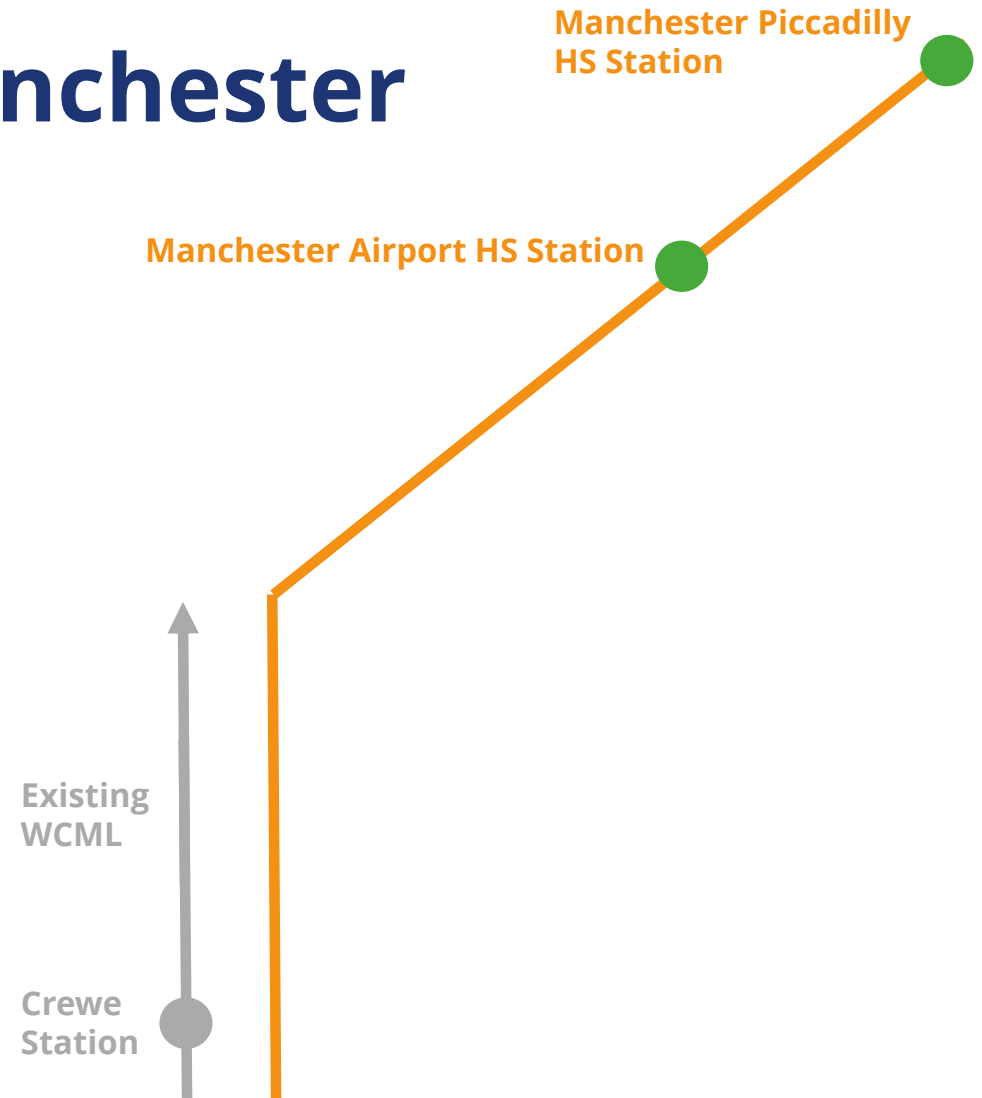 Manchester Piccadilly
HS Station
nchester
Manchester Airport HS Station
Existing
WCML
Crewe
Station